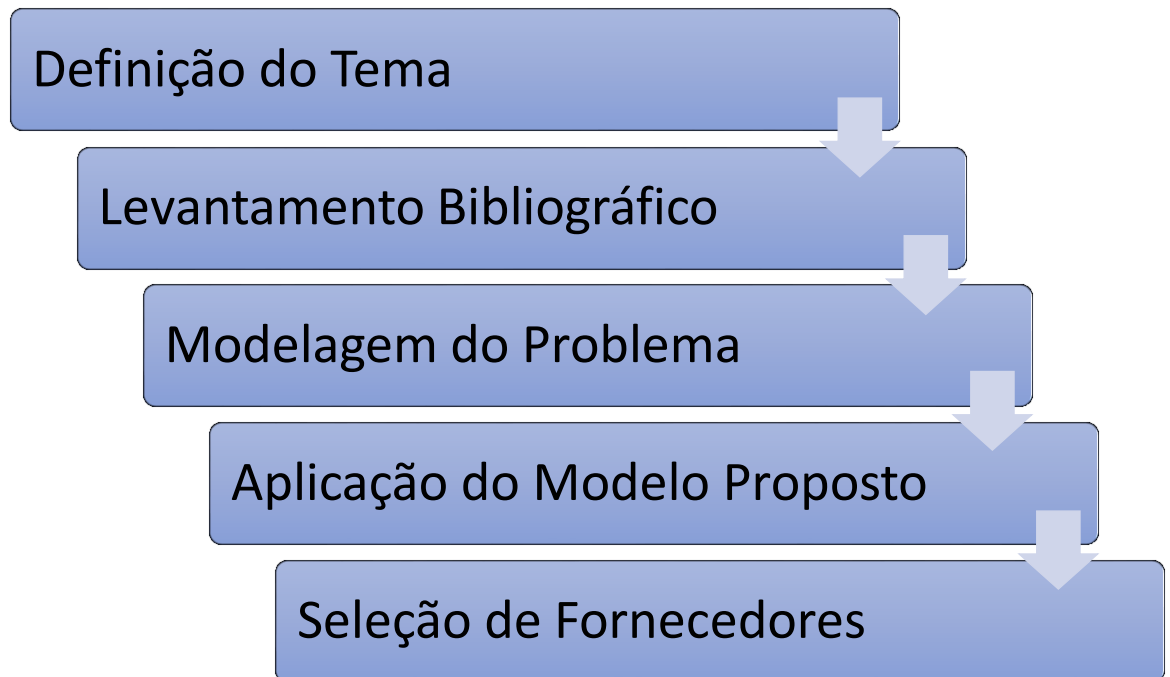 Definição do Tema
Levantamento Bibliográfico
Modelagem do Problema
Aplicação do Modelo Proposto
Seleção de Fornecedores